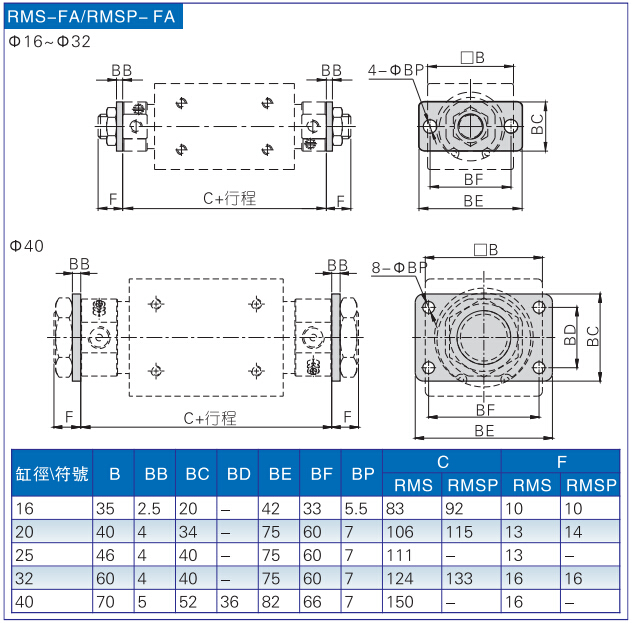 RMS-FA/RMSP-FA
Φ16~Φ32
BB
BB
F
C+行程
F
□B
4-ΦBP
BC
BF
BE
Φ40
BB
BB
F
C+行程
F
□B
8-ΦBP
BD
BC
BF
BE
缸徑\符號 B BB BC BD BE BF BP C F
RMS RMSP RMS RMSP
16 35 2.5 20 – 42 33 5.5 83 92 10 10
20 40 4 34 – 75 60 7 106 115 13 14
25 46 4 40 – 75 60 7 111 – 13 –
32 60 4 40 – 75 60 7 124 133 16 16
40 70 5 52 36 82 66 7 150 – 16 –